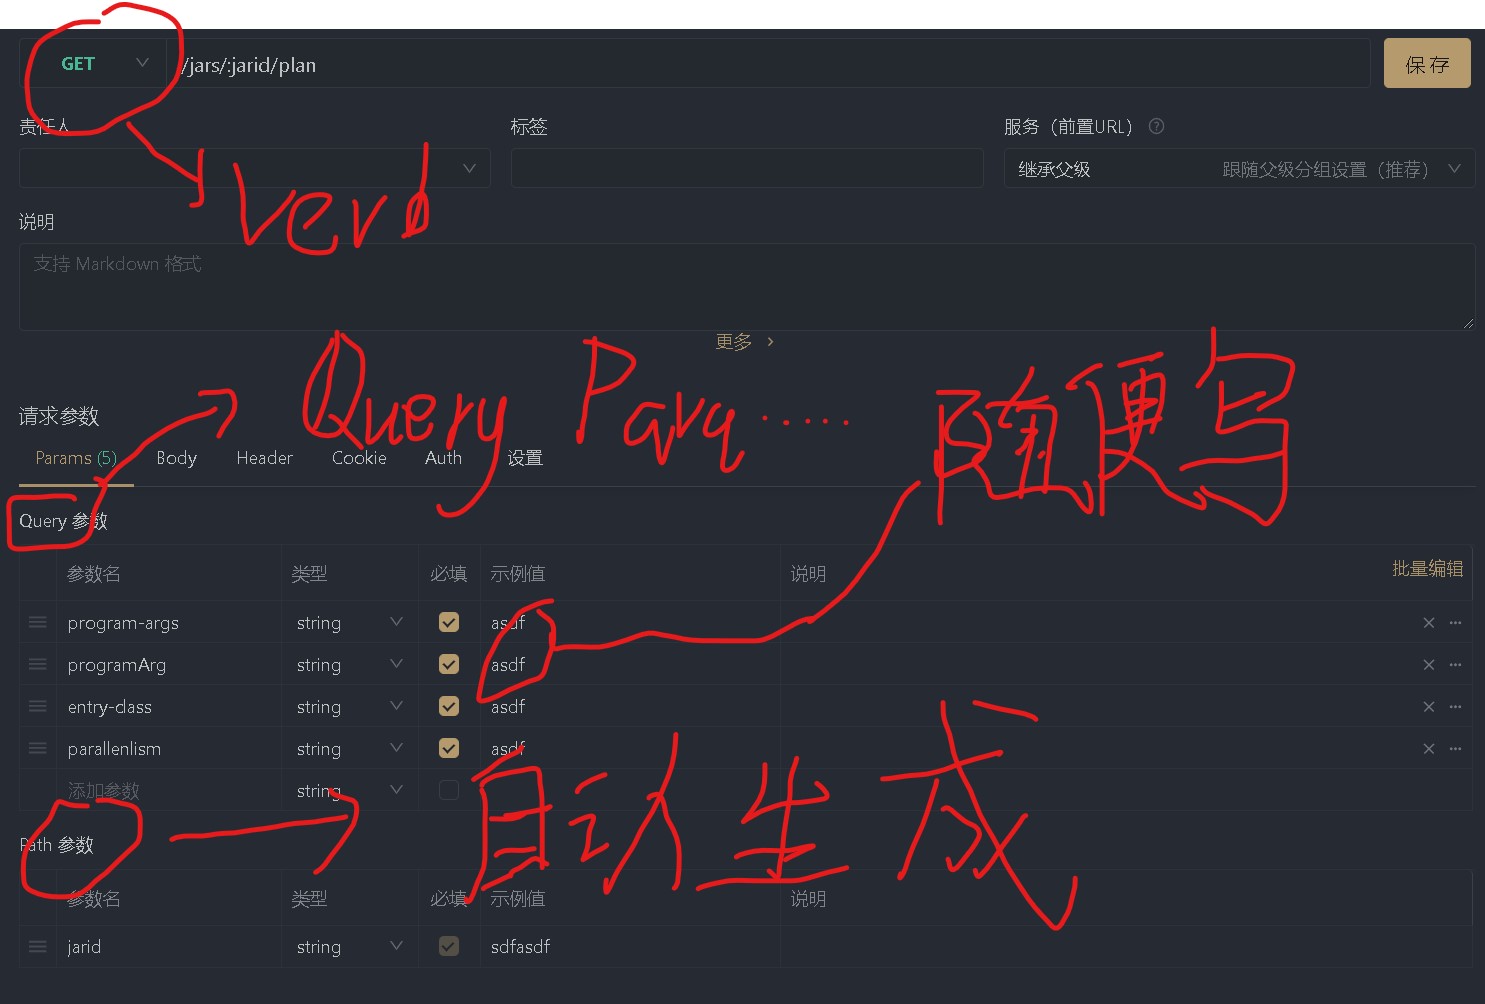 GET /jars/:jarid/plan 保存
责任人 标签 服务（前置URL）
继承父级 跟随父级分组设置（推荐）
Verb
说明
支持 Markdown 格式
更多
Query Para...... 随便写
请求参数
Params (5) Body Header Cookie Auth 设置
Query 参数
参数名 类型 必填 示例值 说明 批量编辑
program-args string asdf
programArg string asdf
entry-class string asdf
parallenlism string asdf
添加参数 string
自动生成
Path 参数
参数名 类型 必填 示例值 说明
jarid string sdfasdf